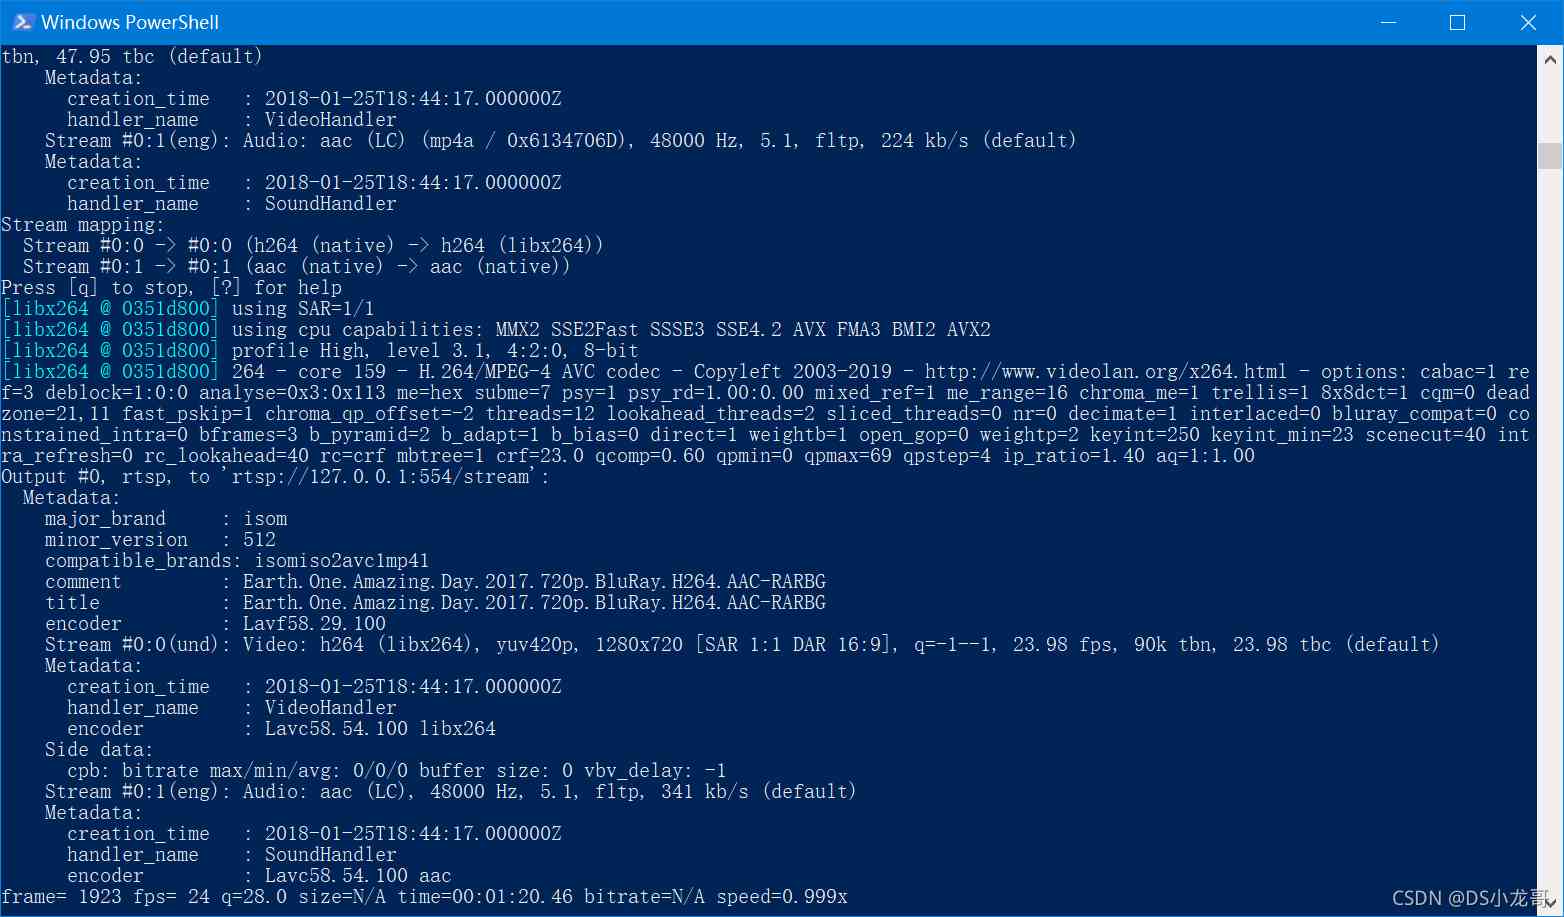 Windows PowerShell
tbn, 47.95 tbc (default)
    Metadata:
      creation_time   : 2018-01-25T18:44:17.000000Z
      handler_name    : VideoHandler
    Stream #0:1(eng): Audio: aac (LC) (mp4a / 0x6134706D), 48000 Hz, 5.1, fltp, 224 kb/s (default)
    Metadata:
      creation_time   : 2018-01-25T18:44:17.000000Z
      handler_name    : SoundHandler
Stream mapping:
  Stream #0:0 -> #0:0 (h264 (native) -> h264 (libx264))
  Stream #0:1 -> #0:1 (aac (native) -> aac (native))
Press [q] to stop, [?] for help
[libx264 @ 0351d800] using SAR=1/1
[libx264 @ 0351d800] using cpu capabilities: MMX2 SSE2Fast SSSE3 SSE4.2 AVX FMA3 BMI2 AVX2
[libx264 @ 0351d800] profile High, level 3.1, 4:2:0, 8-bit
[libx264 @ 0351d800] 264 - core 159 - H.264/MPEG-4 AVC codec - Copyleft 2003-2019 - http://www.videolan.org/x264.html - options: cabac=1 re
f=3 deblock=1:0:0 analyse=0x3:0x113 me=hex subme=7 psy=1 psy_rd=1.00:0.00 mixed_ref=1 me_range=16 chroma_me=1 trellis=1 8x8dct=1 cqm=0 dead
zone=21,11 fast_pskip=1 chroma_qp_offset=-2 threads=12 lookahead_threads=2 sliced_threads=0 nr=0 decimate=1 interlaced=0 bluray_compat=0 co
nstrained_intra=0 bframes=3 b_pyramid=2 b_adapt=1 b_bias=0 direct=1 weightb=1 open_gop=0 weightp=2 keyint=250 keyint_min=23 scenecut=40 int
ra_refresh=0 rc_lookahead=40 rc=crf mbtree=1 crf=23.0 qcomp=0.60 qpmin=0 qpmax=69 qpstep=4 ip_ratio=1.40 aq=1:1.00
Output #0, rtsp, to 'rtsp://127.0.0.1:554/stream':
  Metadata:
    major_brand     : isom
    minor_version   : 512
    compatible_brands: isomiso2avc1mp41
    comment         : Earth.One.Amazing.Day.2017.720p.BluRay.H264.AAC-RARBG
    title           : Earth.One.Amazing.Day.2017.720p.BluRay.H264.AAC-RARBG
    encoder         : Lavf58.29.100
    Stream #0:0(und): Video: h264 (libx264), yuv420p, 1280x720 [SAR 1:1 DAR 16:9], q=-1--1, 23.98 fps, 90k tbn, 23.98 tbc (default)
    Metadata:
      creation_time   : 2018-01-25T18:44:17.000000Z
      handler_name    : VideoHandler
      encoder         : Lavc58.54.100 libx264
    Side data:
      cpb: bitrate max/min/avg: 0/0/0 buffer size: 0 vbv_delay: -1
    Stream #0:1(eng): Audio: aac (LC), 48000 Hz, 5.1, fltp, 341 kb/s (default)
    Metadata:
      creation_time   : 2018-01-25T18:44:17.000000Z
      handler_name    : SoundHandler
      encoder         : Lavc58.54.100 aac
frame= 1923 fps= 24 q=28.0 size=N/A time=00:01:20.46 bitrate=N/A speed=0.999x
CSDN @DS小龙哥